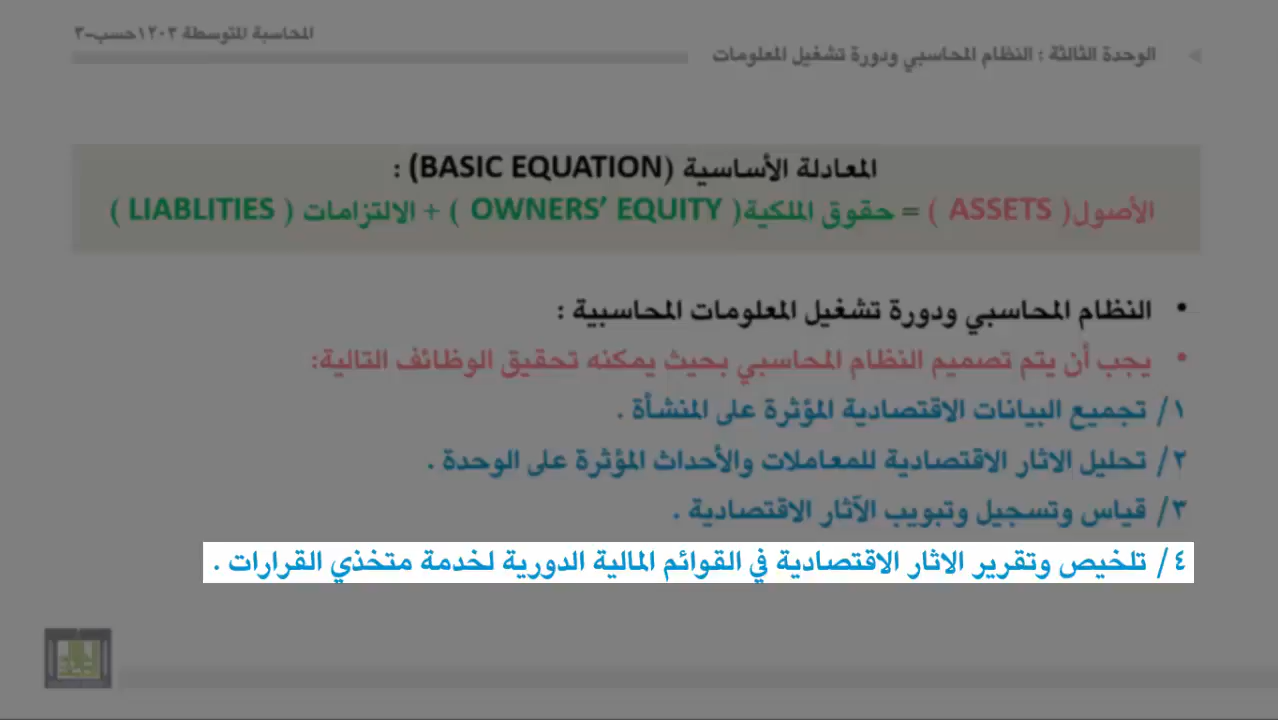 المحاسبة المتوسطة ١٢٠٣حسب-٣
الوحدة الثالثة : النظام المحاسبي ودورة تشغيل المعلومات
المعادلة الأساسية (BASIC EQUATION) :
الأصول( ASSETS ) = حقوق الملكية( OWNERS’ EQUITY ) + الالتزامات ( LIABLITIES )
• النظام المحاسبي ودورة تشغيل المعلومات المحاسبية :
• يجب أن يتم تصميم النظام المحاسبي بحيث يمكنه تحقيق الوظائف التالية:
١/ تجميع البيانات الاقتصادية المؤثرة على المنشأة .
٢/ تحليل الاثار الاقتصادية للمعاملات والأحداث المؤثرة على الوحدة .
٣/ قياس وتسجيل وتبويب الآثار الاقتصادية .
٤/ تلخيص وتقرير الاثار الاقتصادية في القوائم المالية الدورية لخدمة متخذي القرارات .